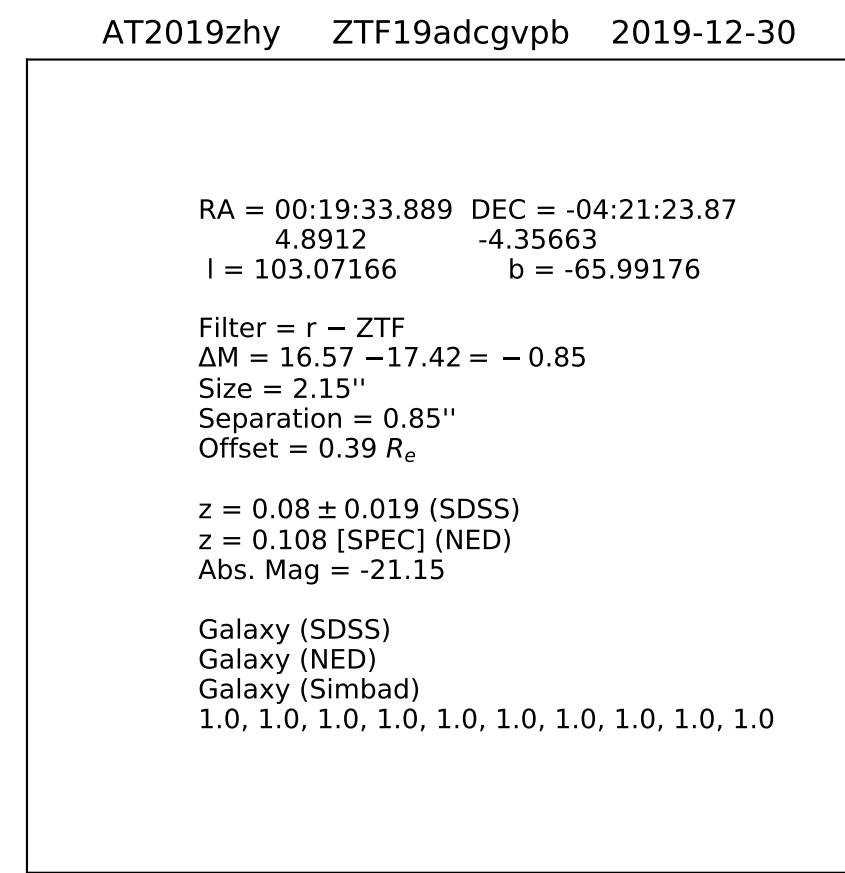 AT2019zhy ZTF19adcgvpb 2019-12-30
RA = 00:19:33.889 DEC = -04:21:23.87
4.8912 -4.35663
l = 103.07166 b = -65.99176
Filter = r − ZTF
ΔM = 16.57 −17.42 = − 0.85
Size = 2.15''
Separation = 0.85''
Offset = 0.39 Rₑ
z = 0.08 ± 0.019 (SDSS)
z = 0.108 [SPEC] (NED)
Abs. Mag = -21.15
Galaxy (SDSS)
Galaxy (NED)
Galaxy (Simbad)
1.0, 1.0, 1.0, 1.0, 1.0, 1.0, 1.0, 1.0, 1.0, 1.0